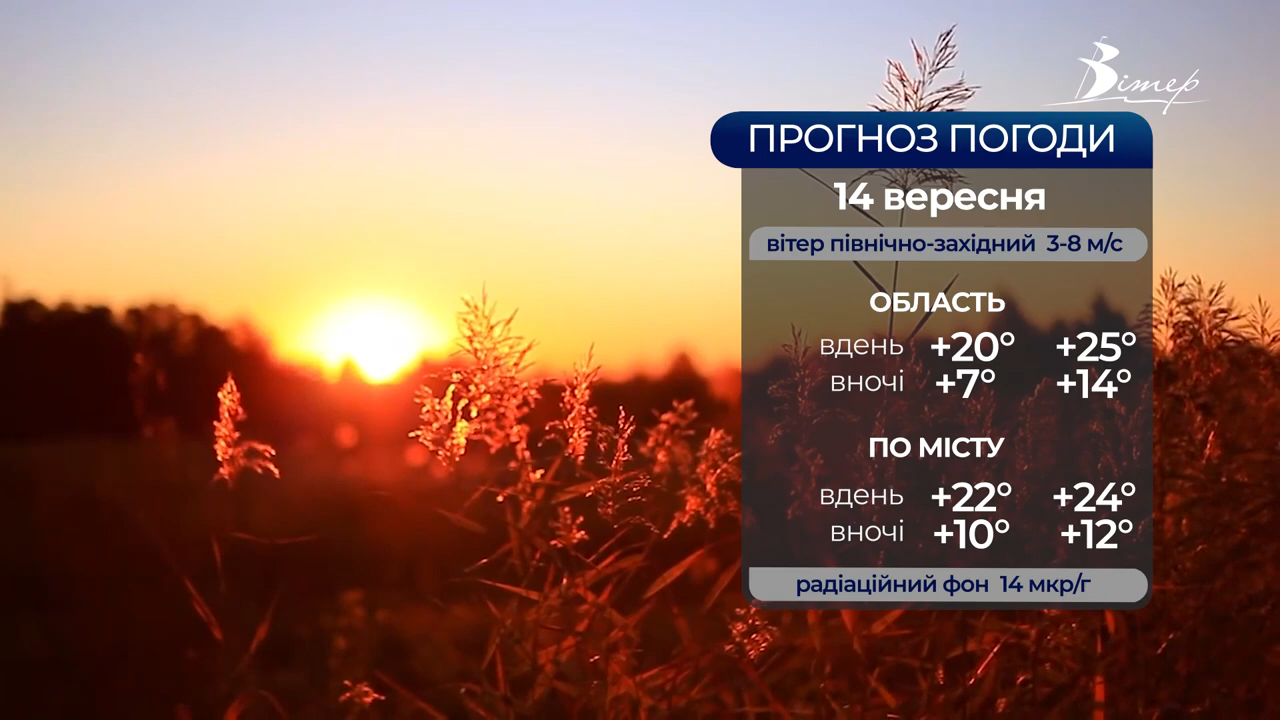 Вітер
ПРОГНОЗ ПОГОДИ
14 вересня
вітер північно-західний 3-8 м/с
ОБЛАСТЬ
вдень +20° +25°
вночі +7° +14°
ПО МІСТУ
вдень +22° +24°
вночі +10° +12°
радіаційний фон 14 мкр/г